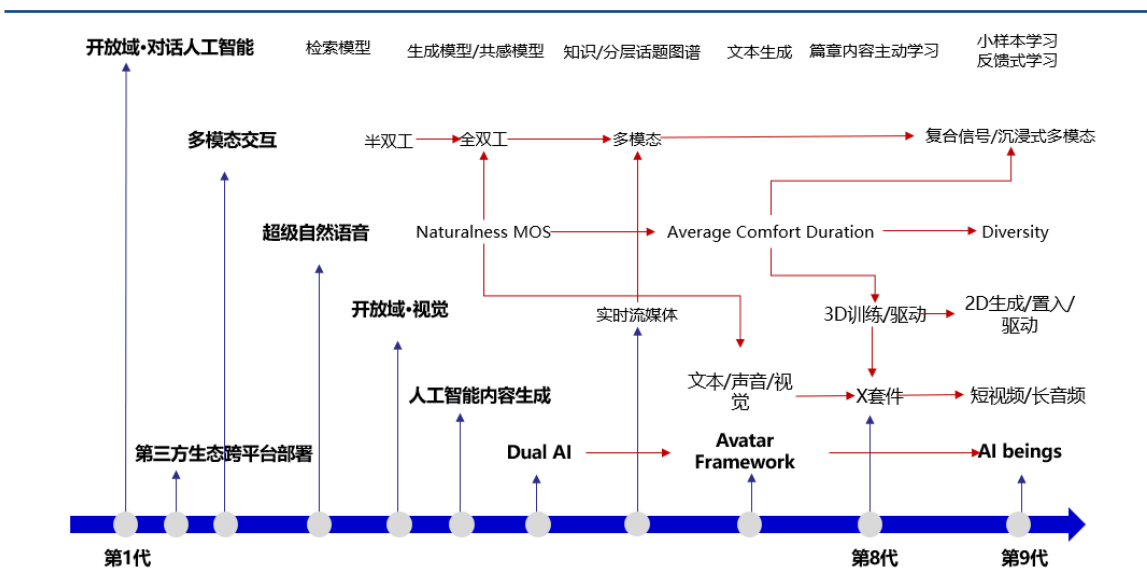 开放域·对话人工智能
检索模型
生成模型/共感模型
知识/分层话题图谱
文本生成
篇章内容主动学习
小样本学习
反馈式学习
多模态交互
半双工
全双工
多模态
复合信号/沉浸式多模态
超级自然语音
Naturalness MOS
Average Comfort Duration
Diversity
开放域·视觉
实时流媒体
3D训练/驱动
2D生成/置入/
驱动
人工智能内容生成
文本/声音/视
觉
X套件
短视频/长音频
第三方生态跨平台部署
Dual AI
Avatar
Framework
AI beings
第1代
第8代
第9代